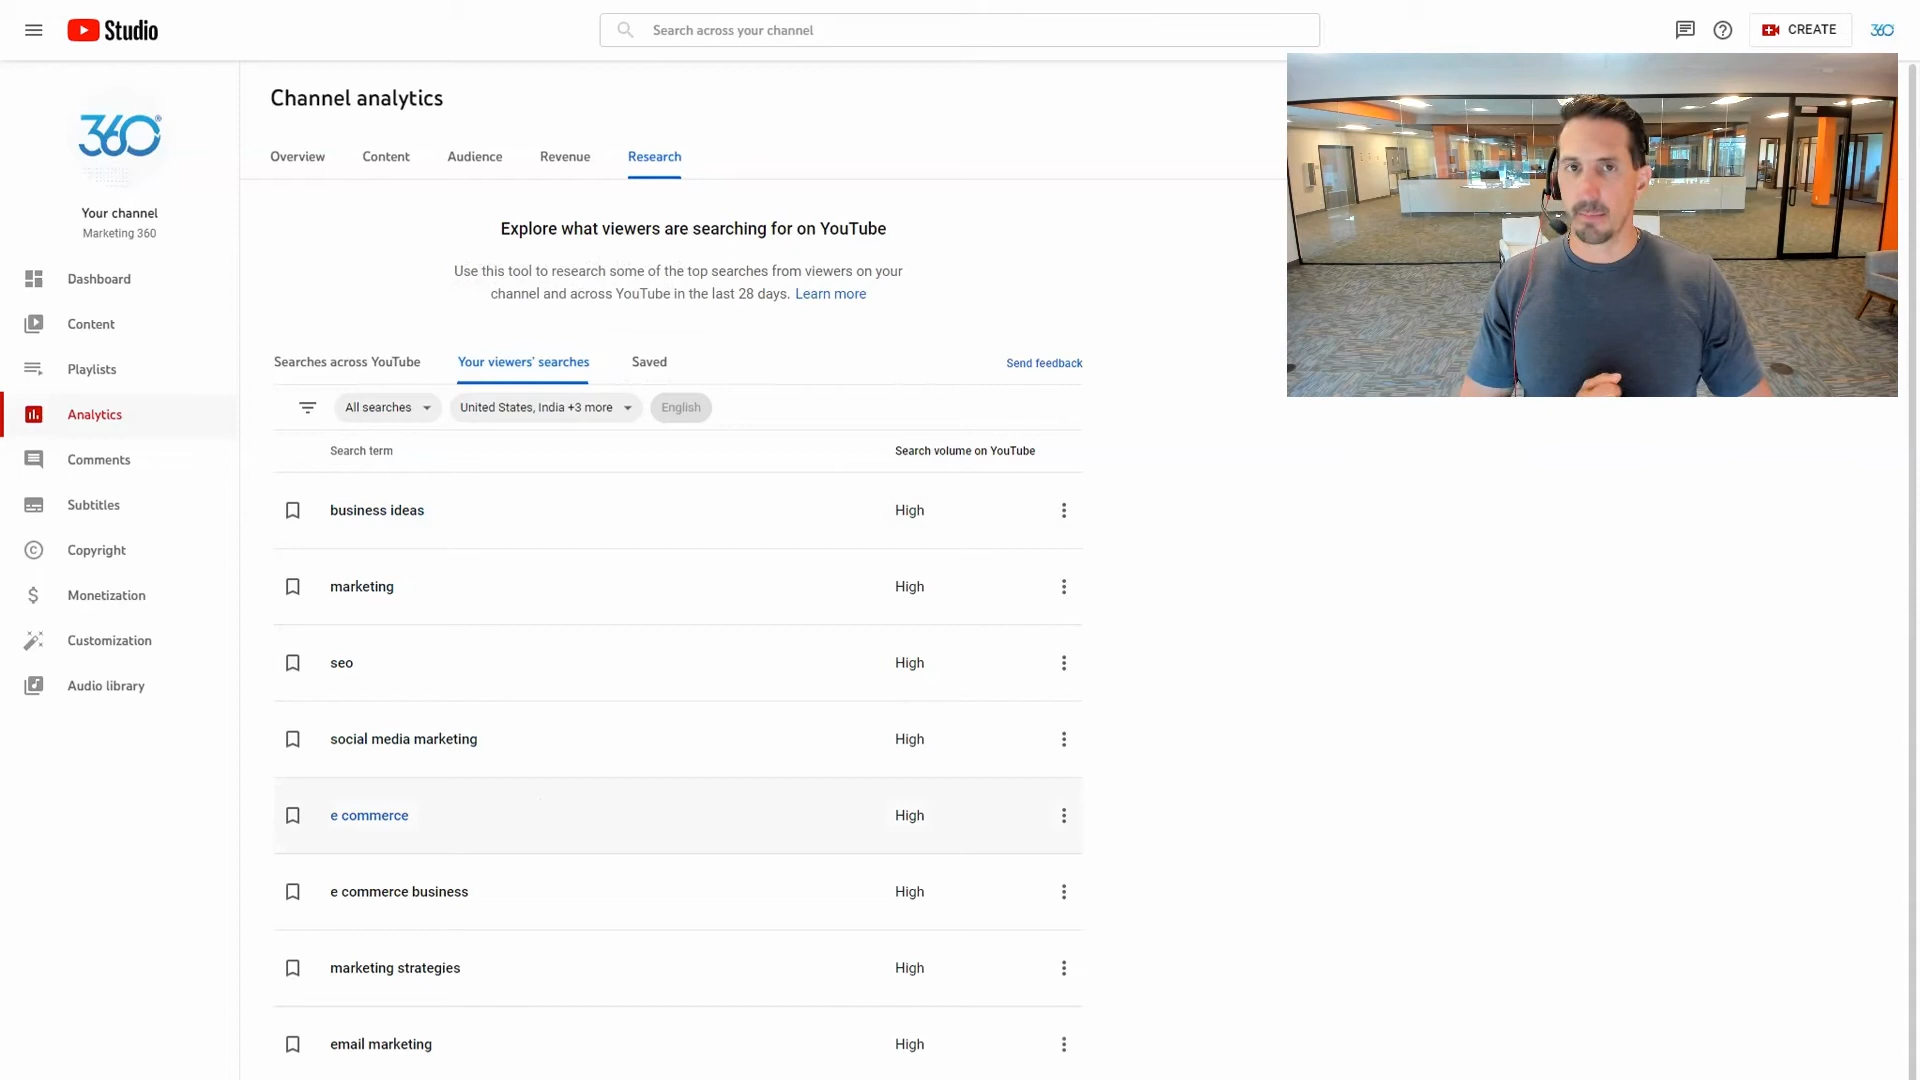 Studio
Search across your channel
CREATE
360
360®
Your channel
Marketing 360
Dashboard
Content
Playlists
Analytics
Comments
Subtitles
Copyright
Monetization
Customization
Audio library
Channel analytics
Overview
Content
Audience
Revenue
Research
Explore what viewers are searching for on YouTube
Use this tool to research some of the top searches from viewers on your
channel and across YouTube in the last 28 days. Learn more
Searches across YouTube
Your viewers' searches
Saved
Send feedback
All searches
United States, India +3 more
English
Search term
Search volume on YouTube
business ideas
High
marketing
High
seo
High
social media marketing
High
e commerce
High
e commerce business
High
marketing strategies
High
email marketing
High